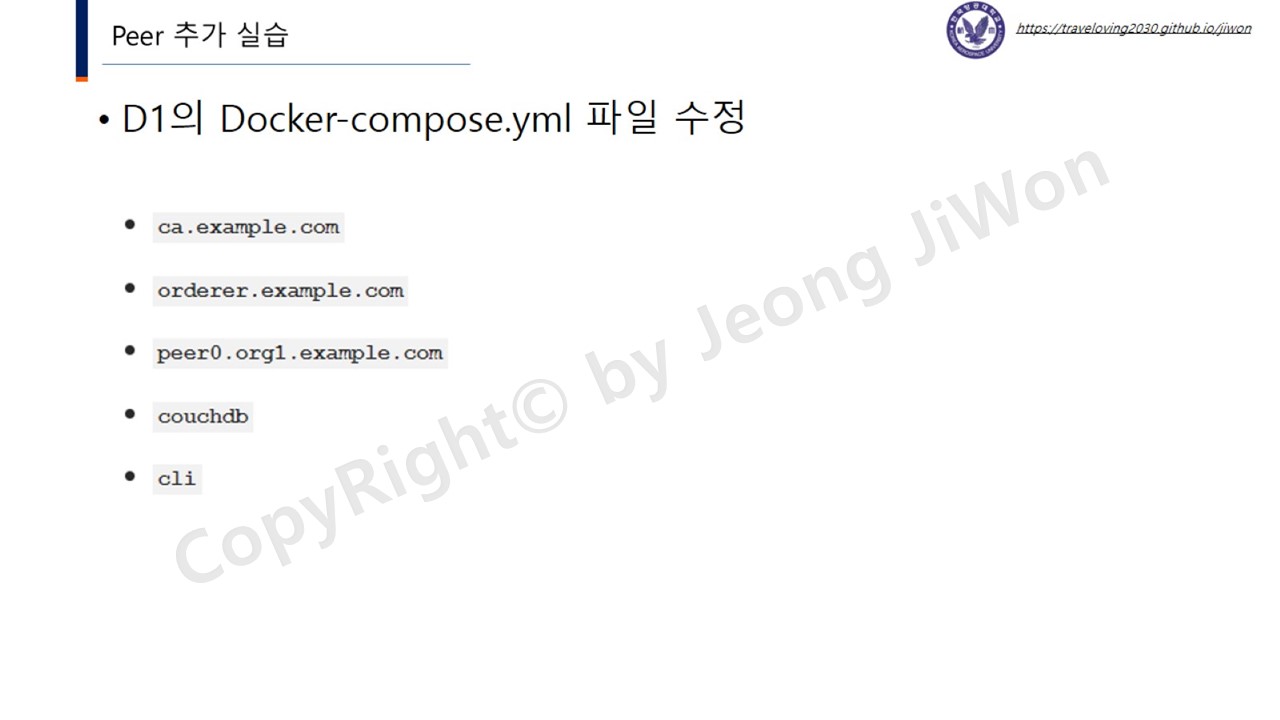 Peer 추가 실습
https://traveloving2030.github.io/jiwon
• D1의 Docker-compose.yml 파일 수정
• ca.example.com
• orderer.example.com
• peer0.org1.example.com
• couchdb
• cli
CopyRight© by Jeong JiWon